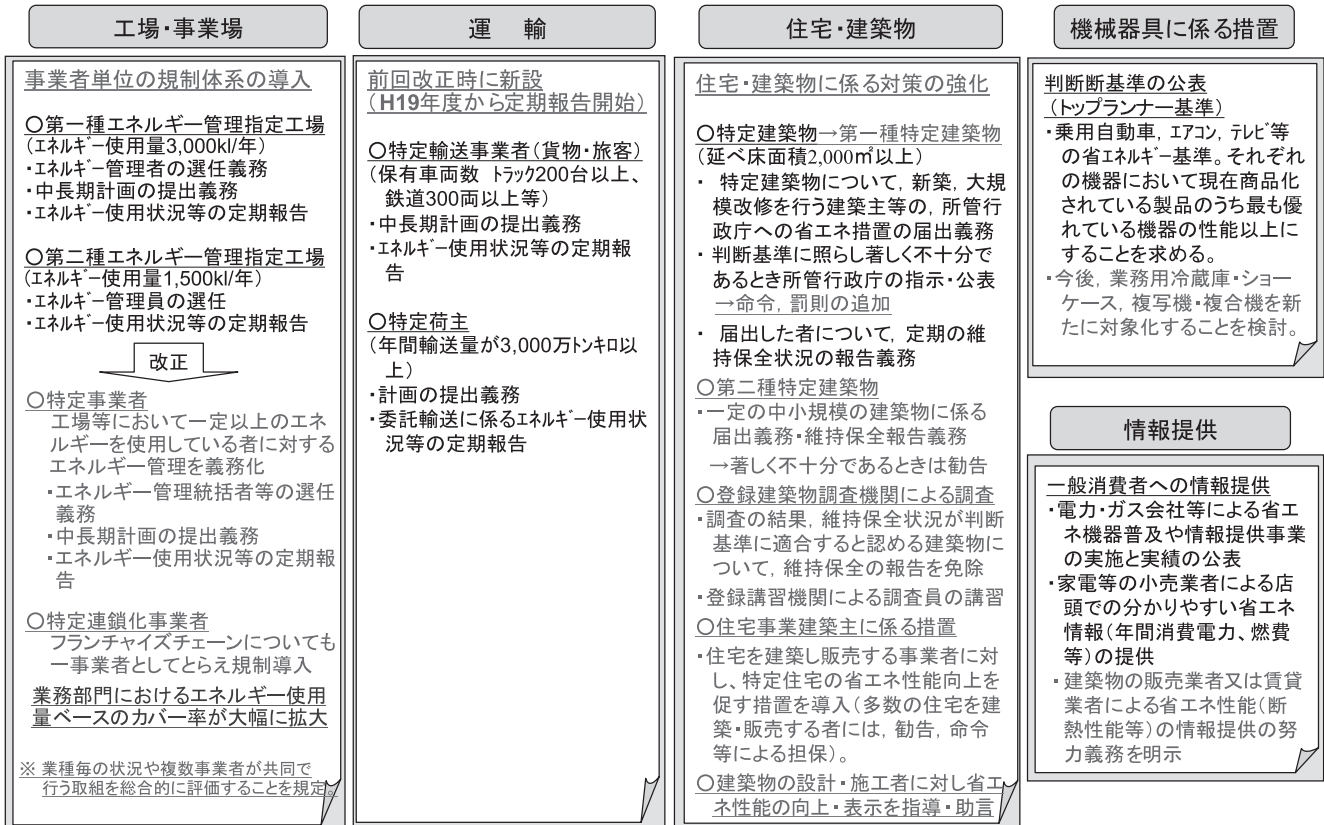 工場・事業場
事業者単位の規制体系の導入
○第一種エネルギー管理指定工場
(エネルギー使用量3,000kl/年)
・エネルギー管理者の選任義務
・中長期計画の提出義務
・エネルギー使用状況等の定期報告
○第二種エネルギー管理指定工場
(エネルギー使用量1,500kl/年)
・エネルギー管理員の選任
・エネルギー使用状況等の定期報告
改正
○特定事業者
工場等において一定以上のエネ
ルギーを使用している者に対する
エネルギー管理を義務化
・エネルギー管理統括者等の選任
義務
・中長期計画の提出義務
・エネルギー使用状況等の定期報
告
○特定連鎖化事業者
フランチャイズチェーンについても
一事業者としてとらえ規制導入
業務部門におけるエネルギー使用
量ベースのカバー率が大幅に拡大
※ 業種毎の状況や複数事業者が共同で
行う取組を総合的に評価することを規定。
運 輸
前回改正時に新設
(H19年度から定期報告開始)
○特定輸送事業者(貨物・旅客)
(保有車両数 トラック200台以上、
鉄道300両以上等)
・中長期計画の提出義務
・エネルギー使用状況等の定期報
告
○特定荷主
(年間輸送量が3,000万トンキロ以
上)
・計画の提出義務
・委託輸送に係るエネルギー使用状
況等の定期報告
住宅・建築物
住宅・建築物に係る対策の強化
○特定建築物→第一種特定建築物
(延べ床面積2,000㎡以上)
・ 特定建築物について, 新築, 大規
模改修を行う建築主等の, 所管行
政庁への省エネ措置の届出義務
・ 判断基準に照らし著しく不十分で
あるとき所管行政庁の指示・公表
→命令, 罰則の追加
・ 届出した者について, 定期の維
持保全状況の報告義務
○第二種特定建築物
・一定の中小規模の建築物に係る
届出義務・維持保全報告義務
→著しく不十分であるときは勧告
○登録建築物調査機関による調査
・調査の結果, 維持保全状況が判断
基準に適合すると認める建築物に
ついて, 維持保全の報告を免除
・登録講習機関による調査員の講習
○住宅事業建築主に係る措置
・住宅を建築し販売する事業者に対
し、特定住宅の省エネ性能向上を
促す措置を導入(多数の住宅を建
築・販売する者には, 勧告, 命令
等による担保)。
○建築物の設計・施工者に対し省エ
ネ性能の向上・表示を指導・助言
機械器具に係る措置
判断断基準の公表
(トップランナー基準)
・乗用自動車, エアコン, テレビ等
の省エネルギー基準。それぞれ
の機器において現在商品化
されている製品のうち最も優
れている機器の性能以上に
することを求める。
・今後, 業務用冷蔵庫・ショー
ケース, 複写機・複合機を新
たに対象化することを検討。
情報提供
一般消費者への情報提供
・電力・ガス会社等による省エ
ネ機器普及や情報提供事業
の実施と実績の公表
・家電等の小売業者による店
頭での分かりやすい省エネ
情報(年間消費電力、燃費
等)の提供
・建築物の販売業者又は賃貸
業者による省エネ性能(断
熱性能等)の情報提供の努
力義務を明示